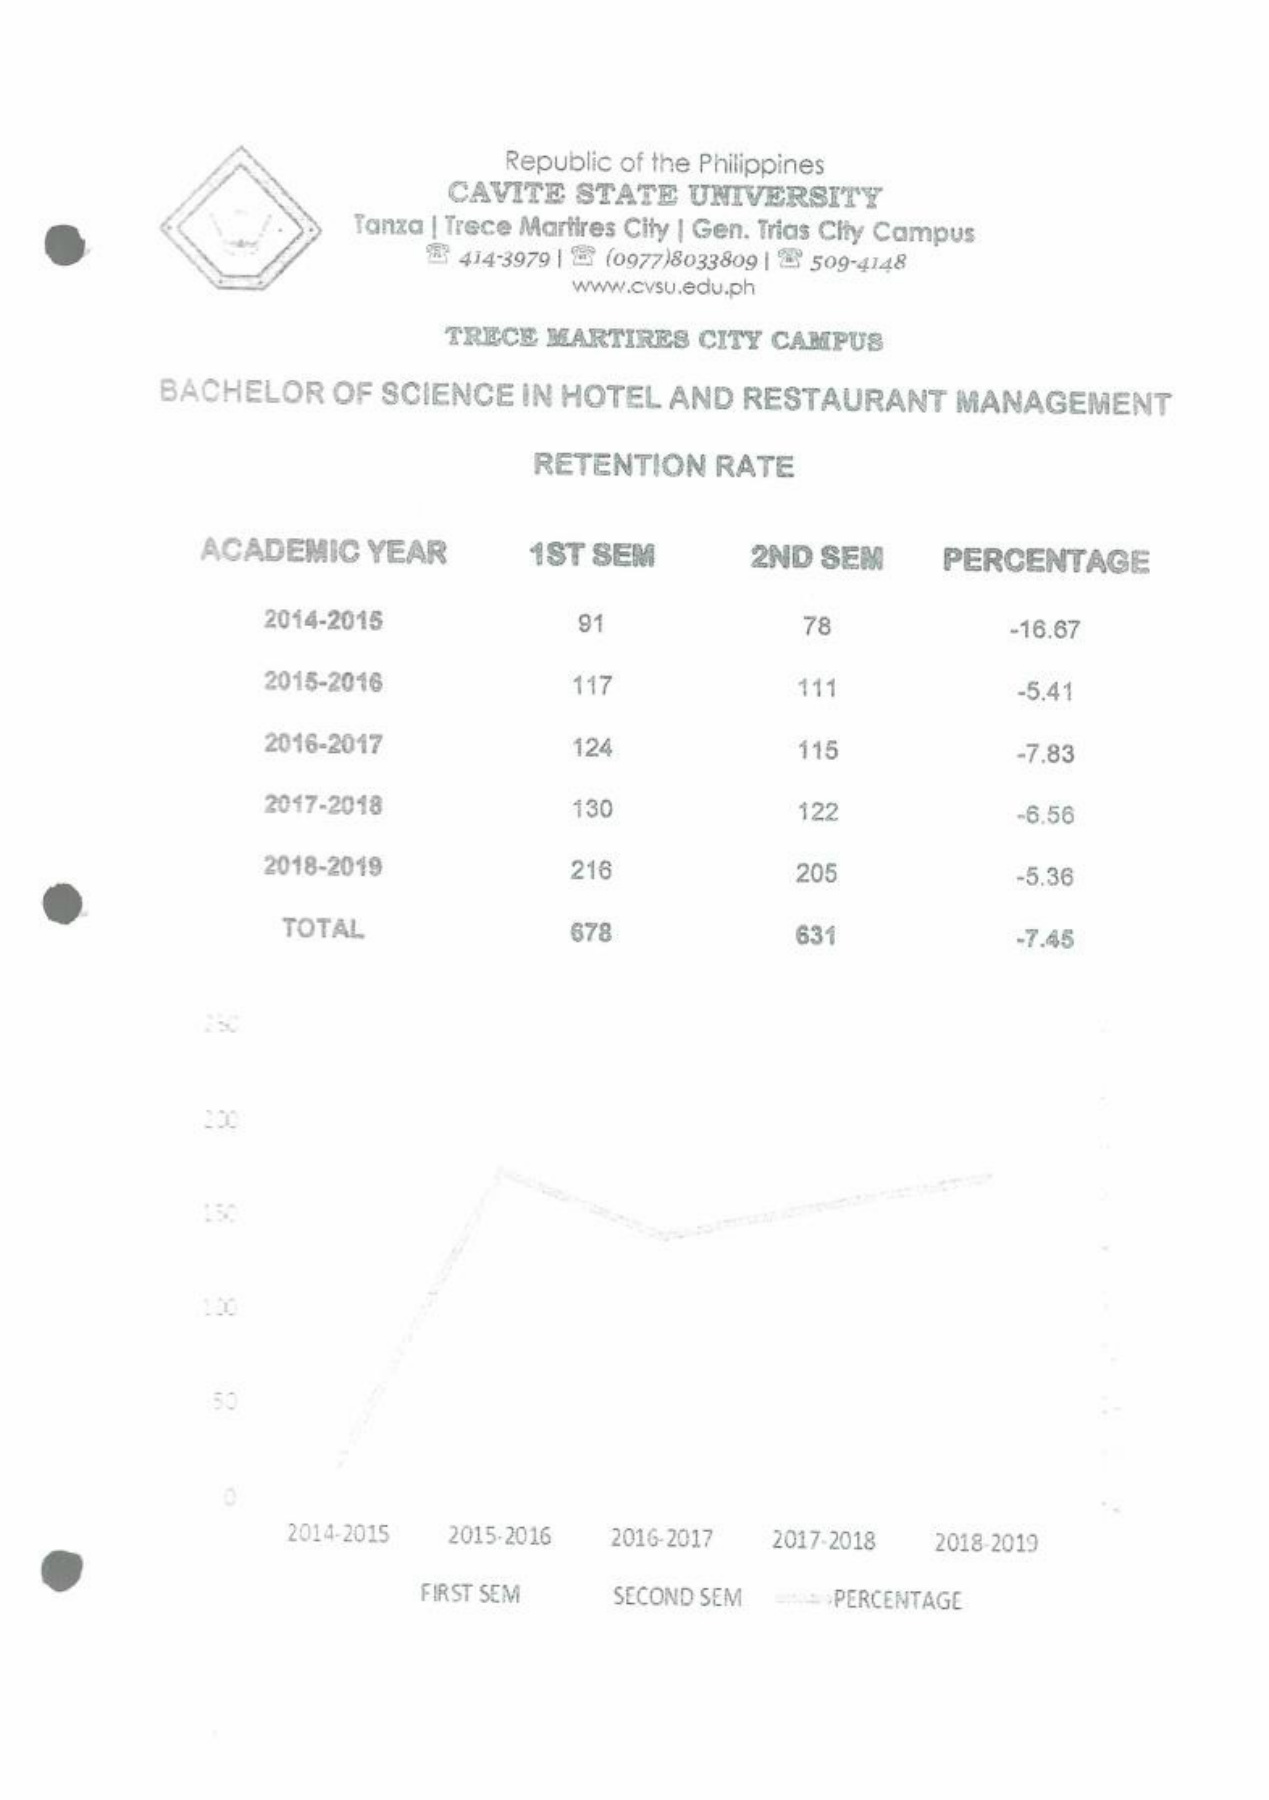 Republic of the Philippines
CAVITE STATE UNIVERSITY
Tanza | Trece Martires City | Gen. Trias City Campus
☏ 414-3979 | ☏ (0977)8033809 | ☏ 509-4148
www.cvsu.edu.ph
TRECE MARTIRES CITY CAMPUS
BACHELOR OF SCIENCE IN HOTEL AND RESTAURANT MANAGEMENT
RETENTION RATE
ACADEMIC YEAR 1ST SEM 2ND SEM PERCENTAGE
2014-2015 91 78 -16.67
2015-2016 117 111 -5.41
2016-2017 124 115 -7.83
2017-2018 130 122 -6.56
2018-2019 216 205 -5.36
TOTAL 678 631 -7.45
250
200
150
100
50
0
2014-2015 2015-2016 2016-2017 2017-2018 2018-2019
FIRST SEM SECOND SEM PERCENTAGE